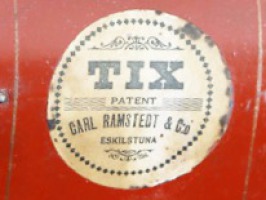 TIX
PATENT
CARL RAMSTEDT & Co
ESKILSTUNA